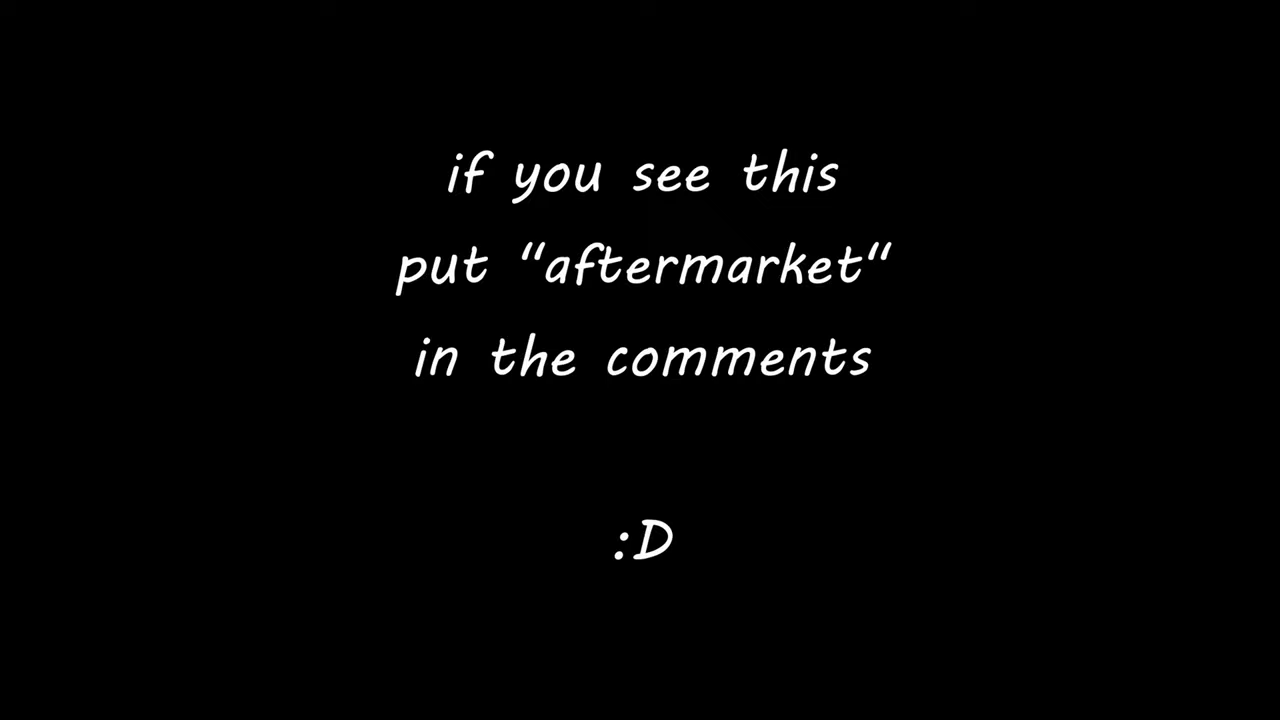 if you see this
put “aftermarket“
in the comments
:D